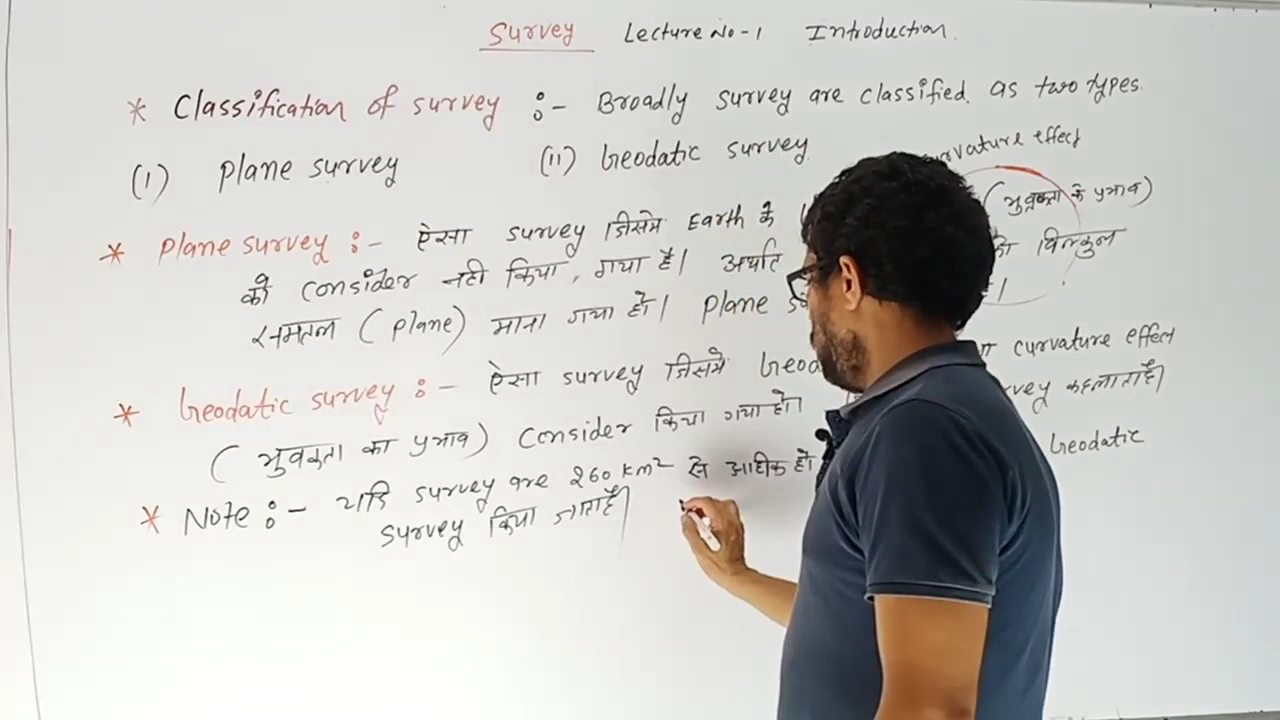 Survey Lecture No-1 Introduction.
* Classification of survey :- Broadly survey are classified as two types.
(I) Plane survey (II) Geodatic survey
curvature effect
* Plane survey :- ऐसा survey जिसमे Earth के (भुवक्रता के प्रभाव)
को consider नही किया गया है। अर्थात को बिल्कुल
समतल (Plane) माना गया हो। Plane
* Geodatic survey :- ऐसा survey जिसमे curvature effect
(भुवक्रता का प्रभाव) consider किया गया हो। survey कहलाता है।
* Note :- यदि survey are 260 km² से अधीक हो Geodatic
survey किया जाता है।